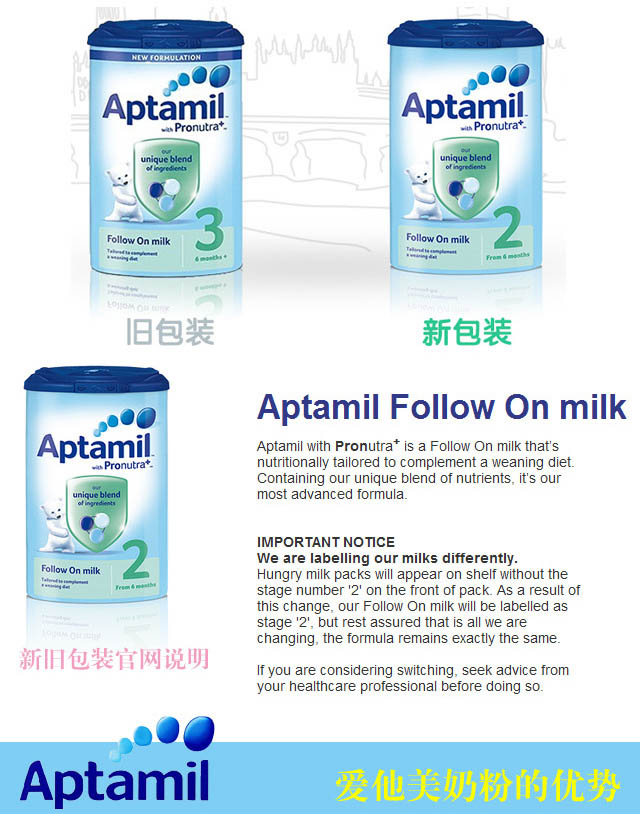 NEW FORMULATION
Aptamil
with Pronutra+
our
unique blend
of ingredients
Follow On milk
Tailored to complement
a weaning diet
3
6 months +
Aptamil
with Pronutra+
our
unique blend
of ingredients
Follow On milk
Tailored to complement
a weaning diet
2
From 6 months
旧包装
新包装
Aptamil
with Pronutra+
our
unique blend
of ingredients
Follow On milk
Tailored to complement
a weaning diet
2
From 6 months
新旧包装官网说明
Aptamil Follow On milk
Aptamil with Pronutra+ is a Follow On milk that's
nutritionally tailored to complement a weaning diet.
Containing our unique blend of nutrients, it's our
most advanced formula.
IMPORTANT NOTICE
We are labelling our milks differently.
Hungry milk packs will appear on shelf without the
stage number '2' on the front of pack. As a result of
this change, our Follow On milk will be labelled as
stage '2', but rest assured that is all we are
changing, the formula remains exactly the same.
If you are considering switching, seek advice from
your healthcare professional before doing so.
Aptamil
爱他美奶粉的优势